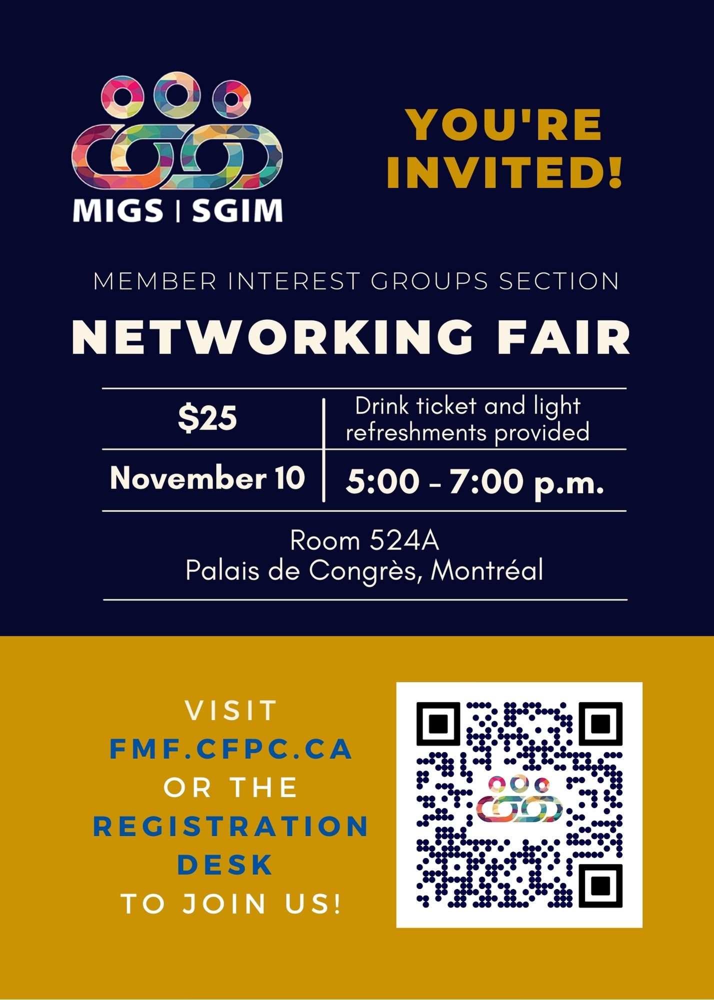 MIGS | SGIM
YOU'RE
INVITED!
MEMBER INTEREST GROUPS SECTION
NETWORKING FAIR
$25
Drink ticket and light
refreshments provided
November 10
5:00 - 7:00 p.m.
Room 524A
Palais de Congrès, Montréal
VISIT
FMF.CFPC.CA
OR THE
REGISTRATION
DESK
TO JOIN US!